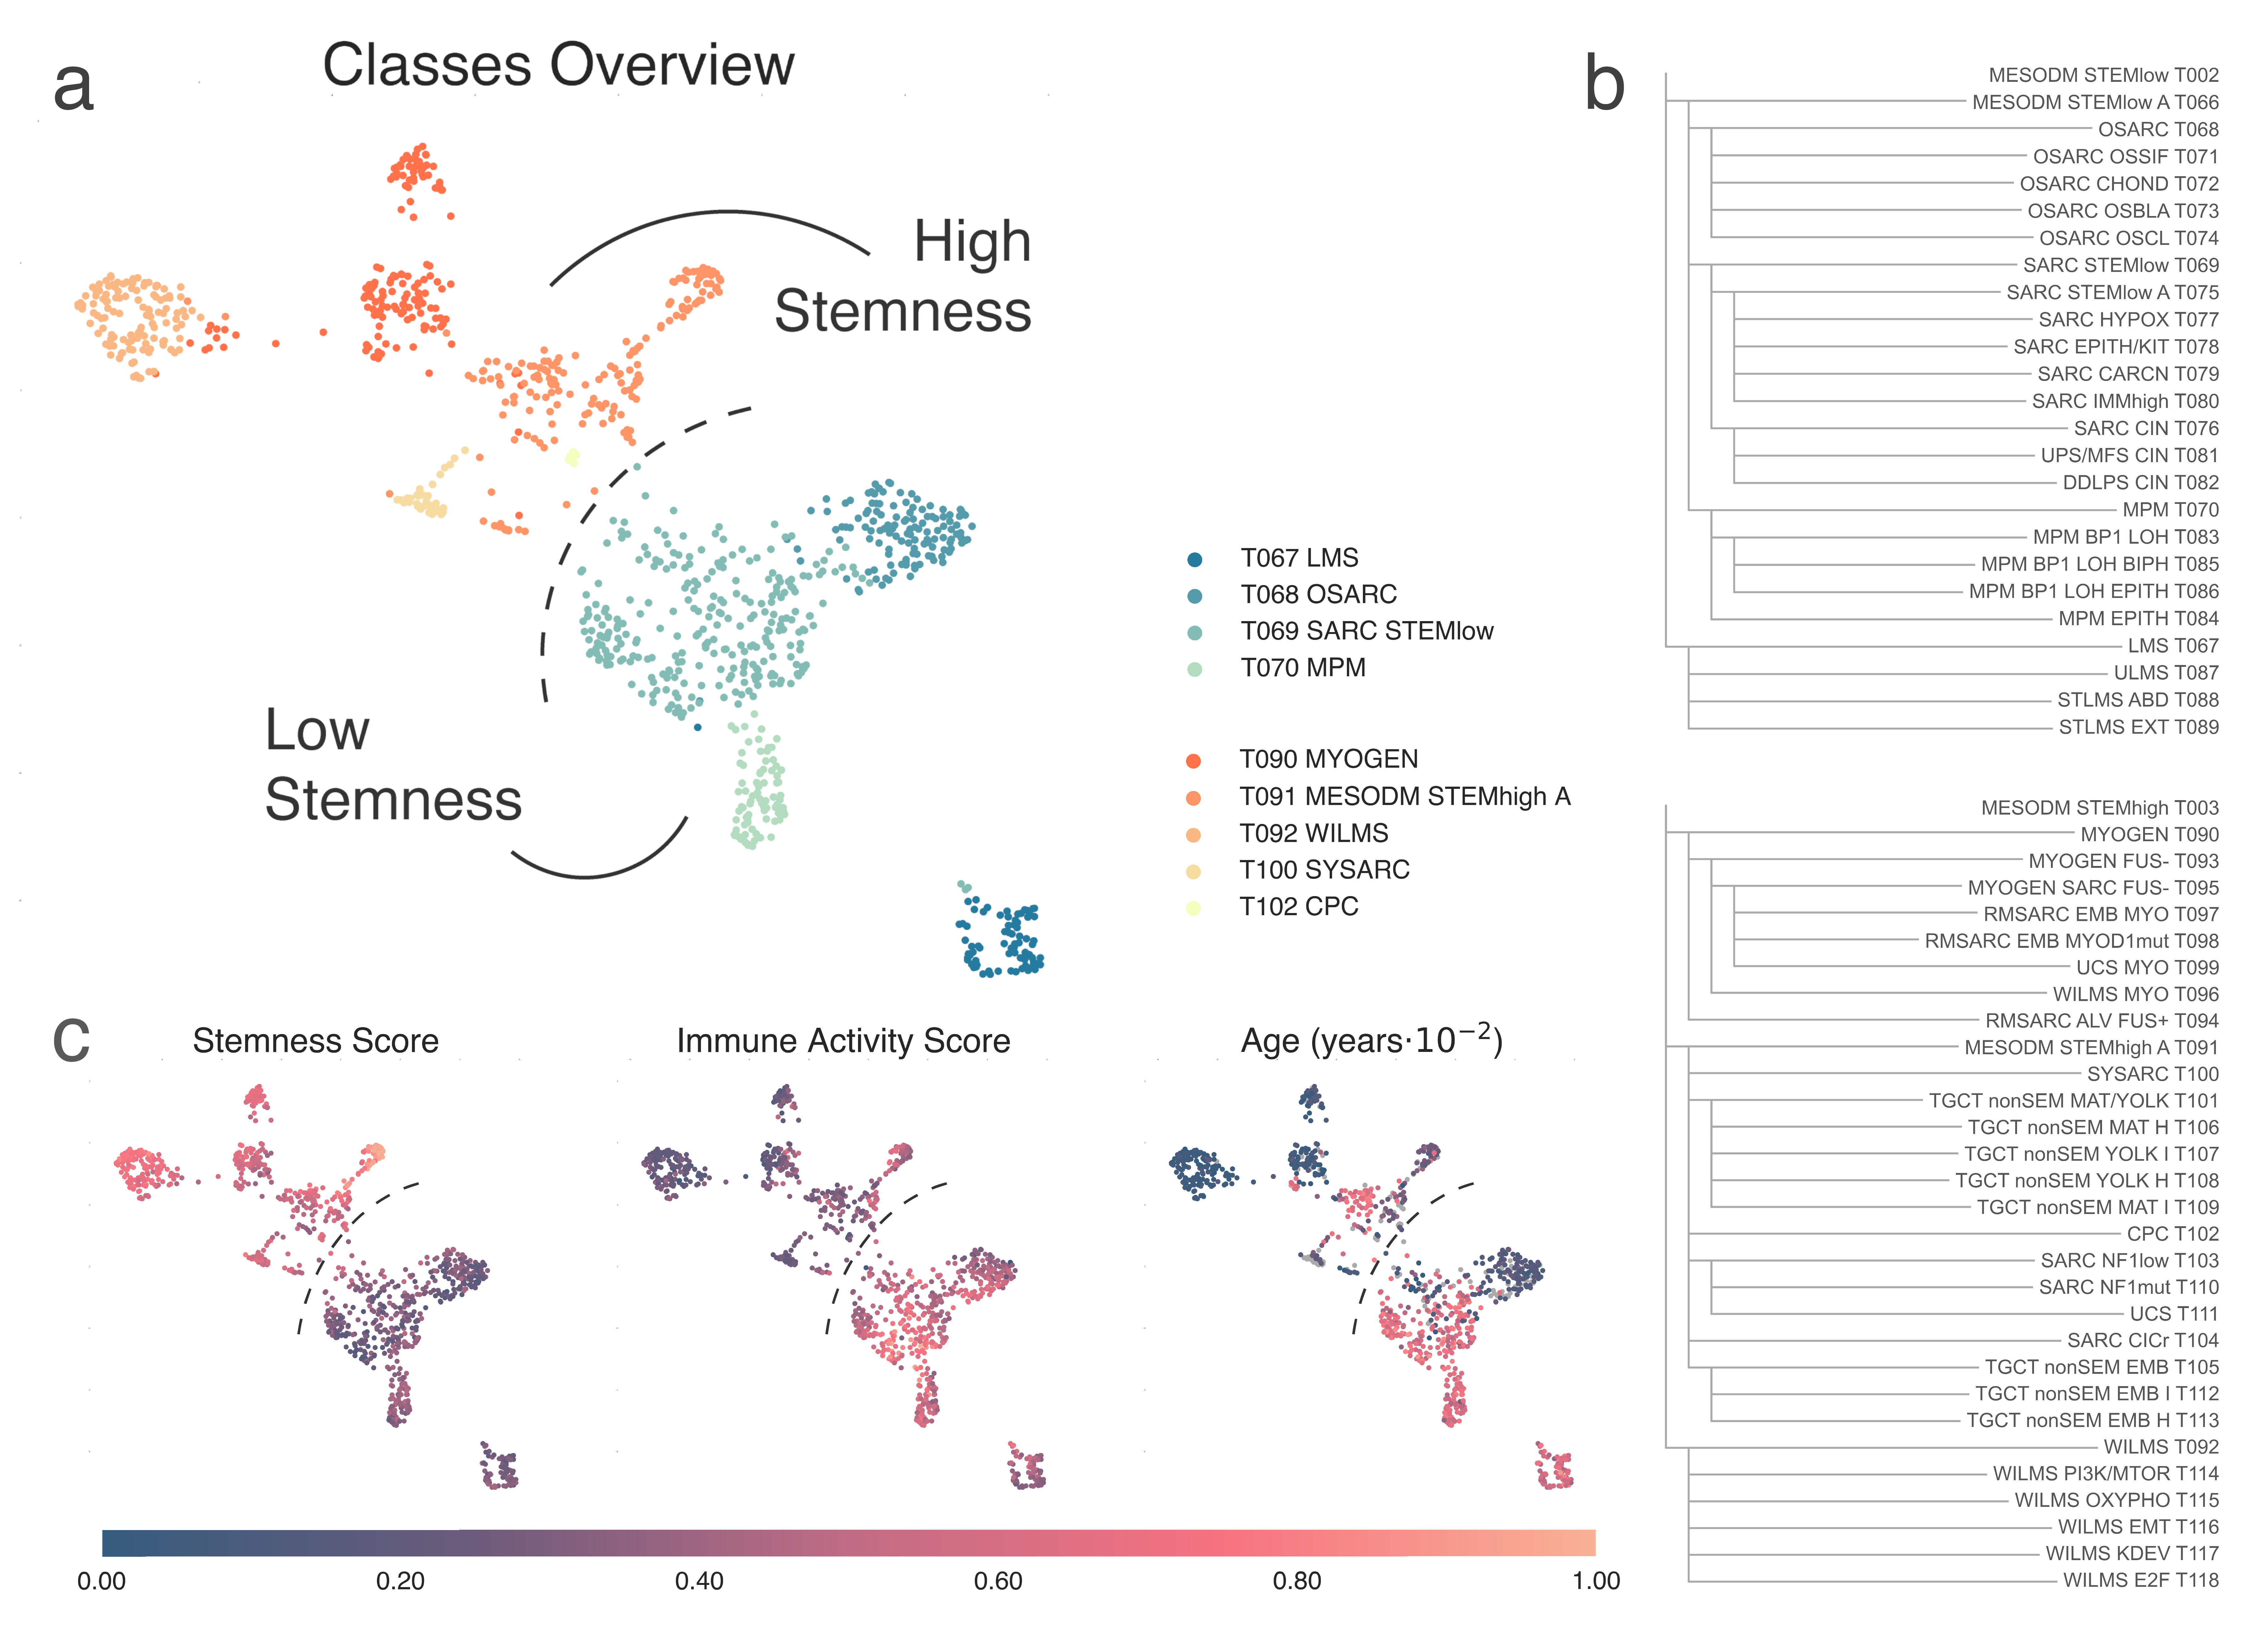 a
Classes Overview
High
Stemness
Low
Stemness
T067 LMS
T068 OSARC
T069 SARC STEMlow
T070 MPM
T090 MYOGEN
T091 MESODM STEMhigh A
T092 WILMS
T100 SYSARC
T102 CPC
b
MESODM STEMlow T002
MESODM STEMlow A T066
OSARC T068
OSARC OSSIF T071
OSARC CHOND T072
OSARC OSBLA T073
OSARC OSCL T074
SARC STEMlow T069
SARC STEMlow A T075
SARC HYPOX T077
SARC EPITH/KIT T078
SARC CARCN T079
SARC IMMhigh T080
SARC CIN T076
UPS/MFS CIN T081
DDLPS CIN T082
MPM T070
MPM BP1 LOH T083
MPM BP1 LOH BIPH T085
MPM BP1 LOH EPITH T086
MPM EPITH T084
LMS T067
ULMS T087
STLMS ABD T088
STLMS EXT T089
MESODM STEMhigh T003
MYOGEN T090
MYOGEN FUS- T093
MYOGEN SARC FUS- T095
RMSARC EMB MYO T097
RMSARC EMB MYOD1mut T098
UCS MYO T099
WILMS MYO T096
RMSARC ALV FUS+ T094
MESODM STEMhigh A T091
SYSARC T100
TGCT nonSEM MAT/YOLK T101
TGCT nonSEM MAT H T106
TGCT nonSEM YOLK I T107
TGCT nonSEM YOLK H T108
TGCT nonSEM MAT I T109
CPC T102
SARC NF1low T103
SARC NF1mut T110
UCS T111
SARC CICr T104
TGCT nonSEM EMB T105
TGCT nonSEM EMB I T112
TGCT nonSEM EMB H T113
WILMS T092
WILMS PI3K/MTOR T114
WILMS OXYPHO T115
WILMS EMT T116
WILMS KDEV T117
WILMS E2F T118
c
Stemness Score
Immune Activity Score
Age (years·10⁻²)
0.00 0.20 0.40 0.60 0.80 1.00